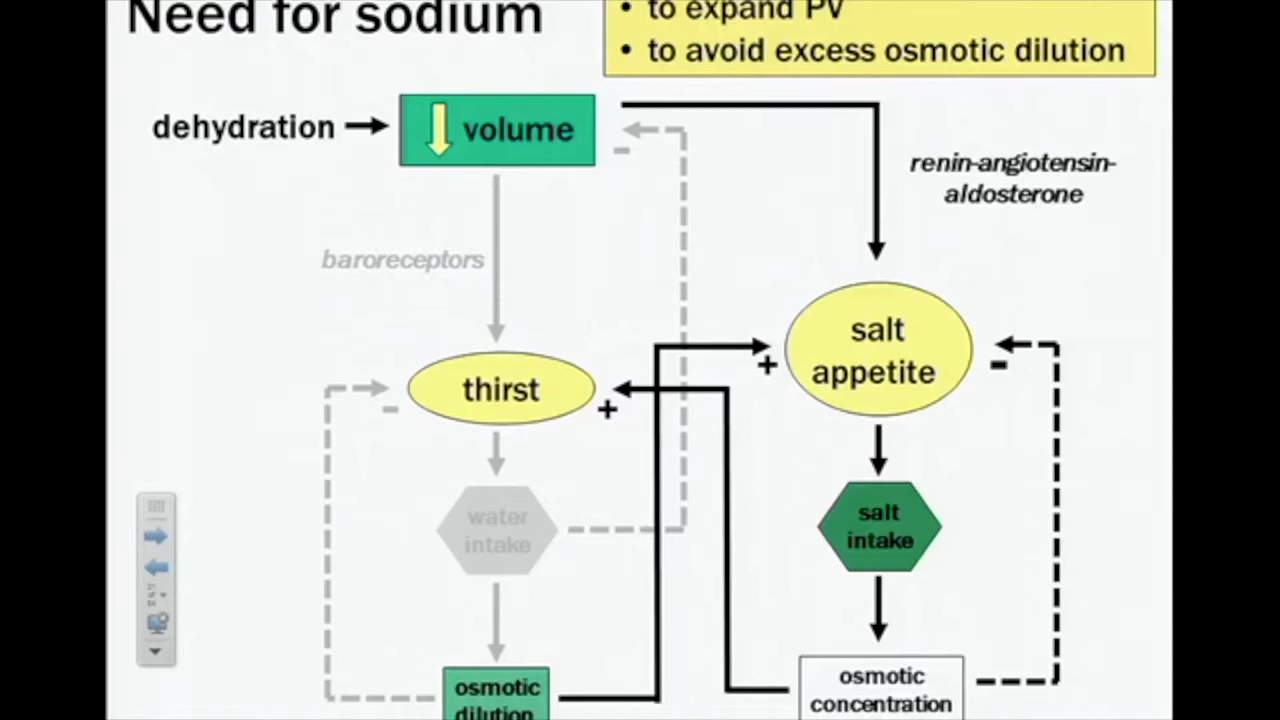 Need for sodium
• to expand PV
• to avoid excess osmotic dilution
dehydration
volume
renin-angiotensin-
aldosterone
baroreceptors
salt
appetite
-
+
-
thirst
-
+
water
intake
salt
intake
osmotic
dilution
osmotic
concentration